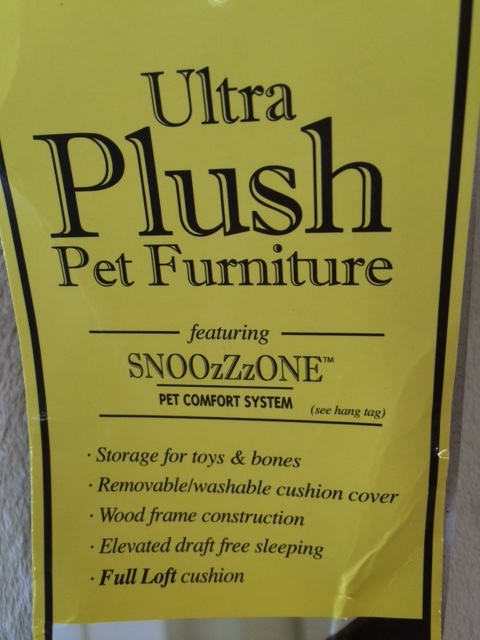 Ultra
Plush
Pet Furniture
featuring
SNOOzZzONE™
PET COMFORT SYSTEM
(see hang tag)
· Storage for toys & bones
· Removable/washable cushion cover
· Wood frame construction
· Elevated draft free sleeping
· Full Loft cushion